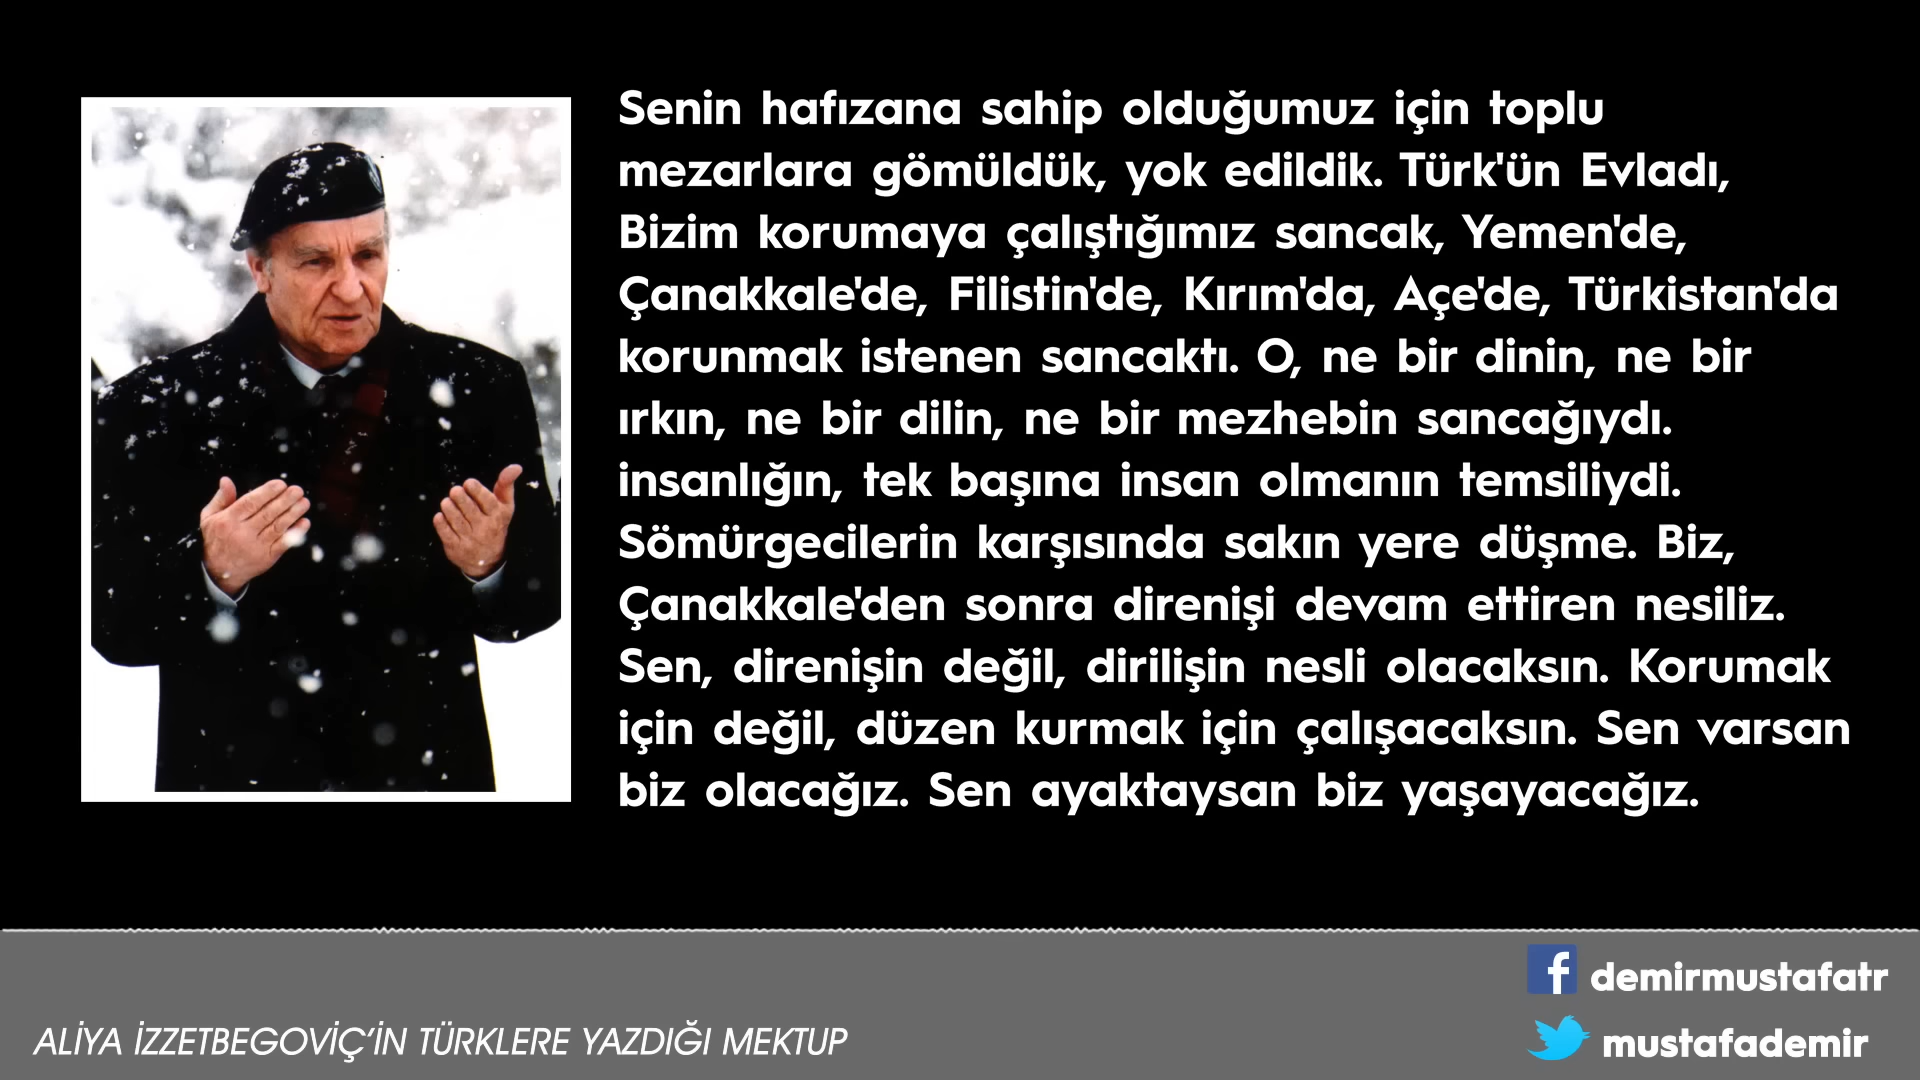 Senin hafızana sahip olduğumuz için toplu
mezarlara gömüldük, yok edildik. Türk'ün Evladı,
Bizim korumaya çalıştığımız sancak, Yemen'de,
Çanakkale'de, Filistin'de, Kırım'da, Açe'de, Türkistan'da
korunmak istenen sancaktı. O, ne bir dinin, ne bir
ırkın, ne bir dilin, ne bir mezhebin sancağıydı.
insanlığın, tek başına insan olmanın temsiliydi.
Sömürgecilerin karşısında sakın yere düşme. Biz,
Çanakkale'den sonra direnişi devam ettiren nesiliz.
Sen, direnişin değil, dirilişin nesli olacaksın. Korumak
için değil, düzen kurmak için çalışacaksın. Sen varsan
biz olacağız. Sen ayaktaysan biz yaşayacağız.
f demirmustafatr
ALİYA İZZETBEGOVİÇ’İN TÜRKLERE YAZDIĞI MEKTUP
mustafademir